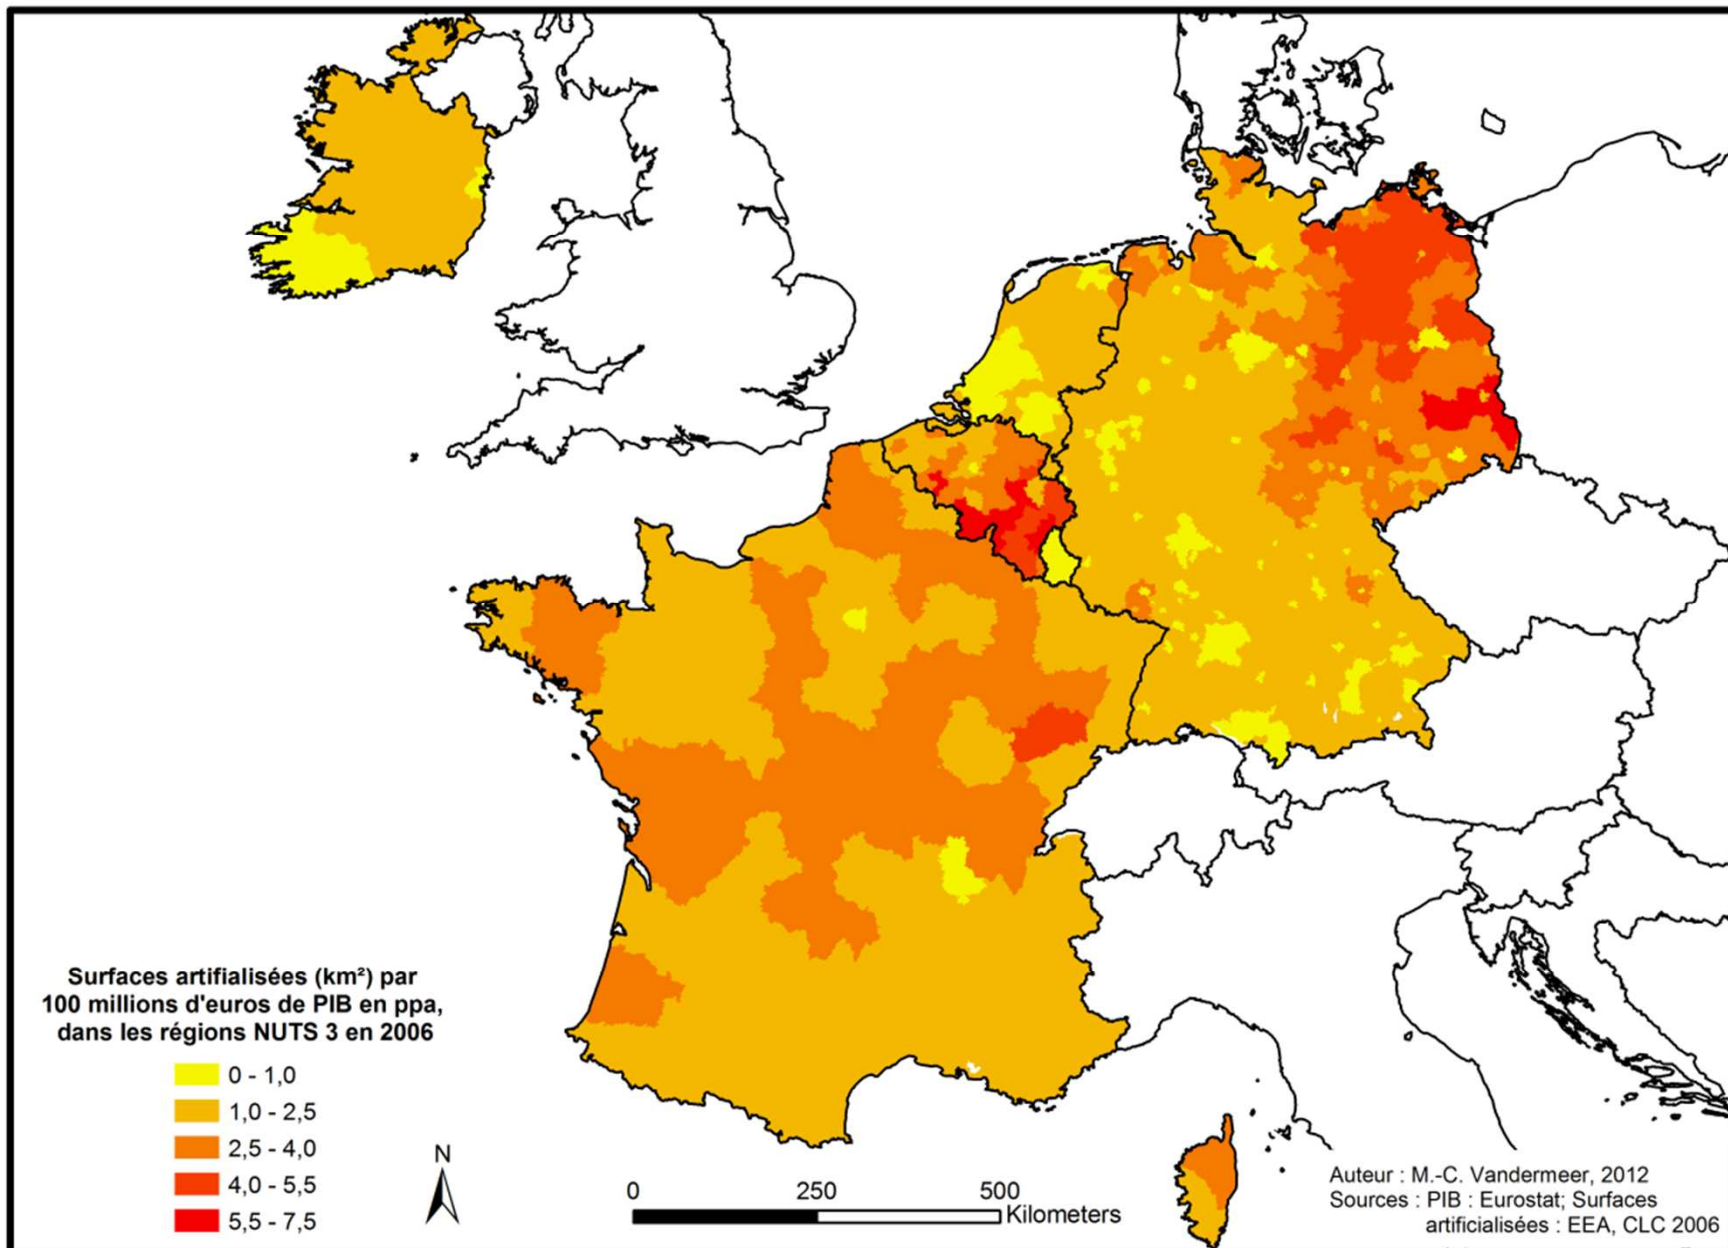 Surfaces artifialisées (km²) par
100 millions d'euros de PIB en ppa,
dans les régions NUTS 3 en 2006
0 - 1,0
1,0 - 2,5
2,5 - 4,0
4,0 - 5,5
5,5 - 7,5
N
0 250 500
Kilometers
Auteur : M.-C. Vandermeer, 2012
Sources : PIB : Eurostat; Surfaces
artificialisées : EEA, CLC 2006